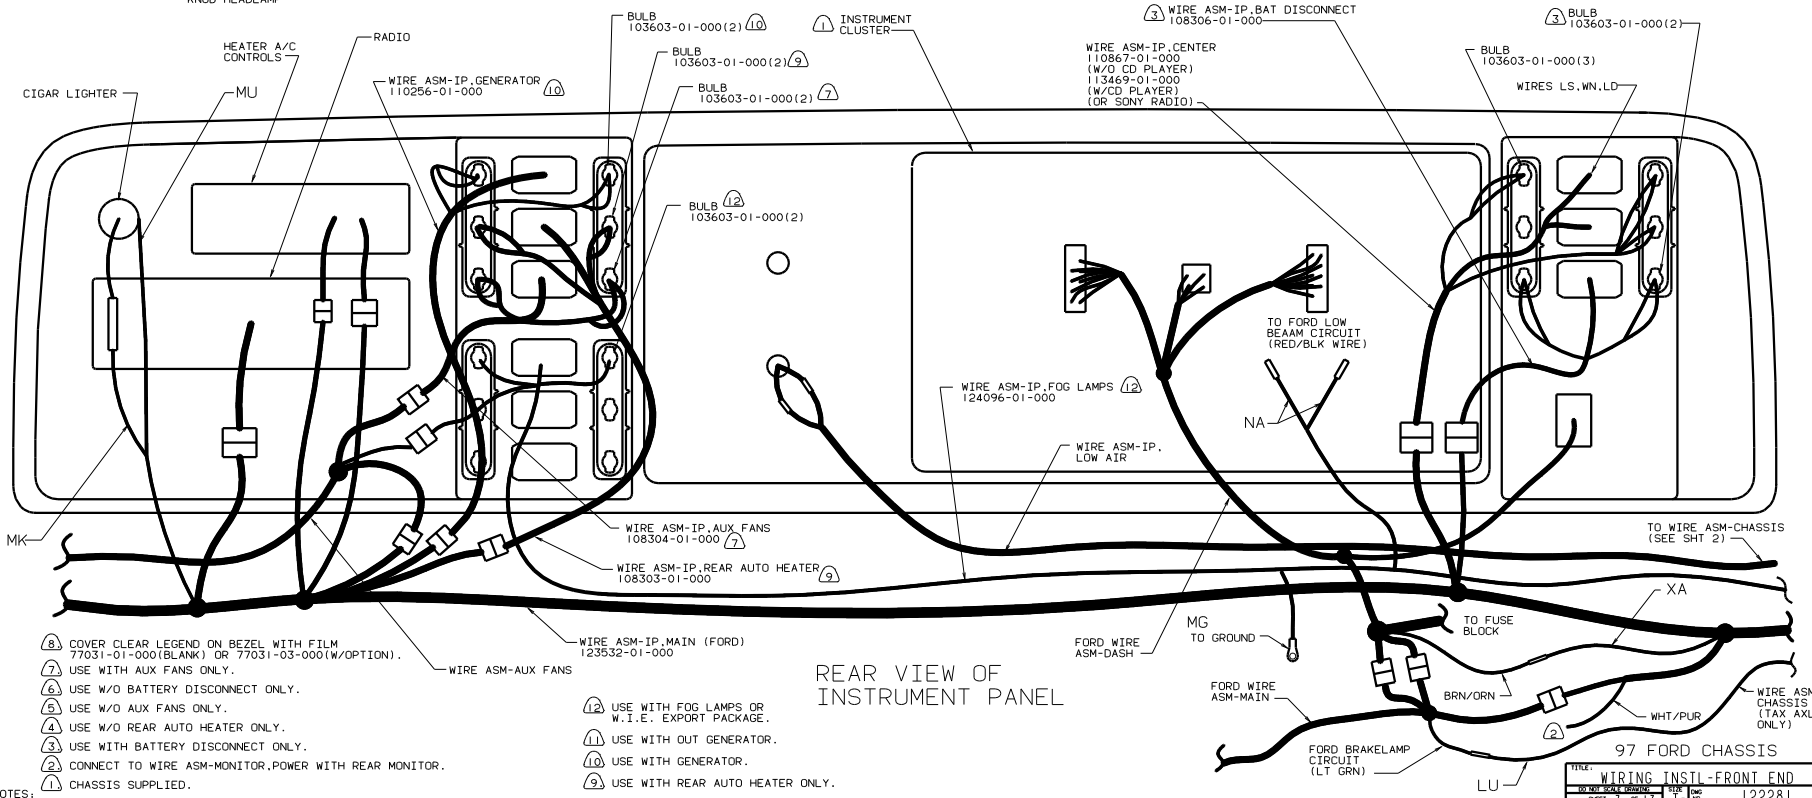 KNOB HEADLAMP
HEATER A/C
CONTROLS
RADIO
CIGAR LIGHTER
MU
WIRE ASM-IP,GENERATOR
110256-01-000 10
BULB
103603-01-000(2) 10
BULB
103603-01-000(2) 9
BULB
103603-01-000(2) 7
BULB 12
103603-01-000(2)
1 INSTRUMENT
CLUSTER
3 WIRE ASM-IP,BAT DISCONNECT
108306-01-000
WIRE ASM-IP,CENTER
110867-01-000
(W/O CD PLAYER)
113469-01-000
(W/CD PLAYER)
(OR SONY RADIO)
3 BULB
103603-01-000(2)
BULB
103603-01-000(3)
WIRES LS,WN,LD
TO FORD LOW
BEAAM CIRCUIT
(RED/BLK WIRE)
WIRE ASM-IP,FOG LAMPS 12
124096-01-000
NA
WIRE ASM-IP,
LOW AIR
MK
WIRE ASM-IP,AUX FANS
108304-01-000 7
WIRE ASM-IP,REAR AUTO HEATER 9
108303-01-000
TO WIRE ASM-CHASSIS
(SEE SHT 2)
XA
MG
TO GROUND
TO FUSE
BLOCK
WIRE ASM-IP,MAIN (FORD)
123532-01-000
FORD WIRE
ASM-DASH
WIRE ASM-AUX FANS
REAR VIEW OF
INSTRUMENT PANEL
FORD WIRE
ASM-MAIN
BRN/ORN
WHT/PUR
WIRE ASM
CHASSIS
(TAX AXL
ONLY)
2
FORD BRAKELAMP
CIRCUIT
(LT GRN)
LU
8. COVER CLEAR LEGEND ON BEZEL WITH FILM
77031-01-000(BLANK) OR 77031-03-000(W/OPTION).
7. USE WITH AUX FANS ONLY.
6. USE W/O BATTERY DISCONNECT ONLY.
5. USE W/O AUX FANS ONLY.
4. USE W/O REAR AUTO HEATER ONLY.
3. USE WITH BATTERY DISCONNECT ONLY.
2. CONNECT TO WIRE ASM-MONITOR,POWER WITH REAR MONITOR.
1. CHASSIS SUPPLIED.
OTES:
12. USE WITH FOG LAMPS OR
W.I.E. EXPORT PACKAGE.
11. USE WITH OUT GENERATOR.
10. USE WITH GENERATOR.
9. USE WITH REAR AUTO HEATER ONLY.
97 FORD CHASSIS
TITLE:
WIRING INSTL-FRONT END
DO NOT SCALE DRAWING
SIZE
DWG
122281